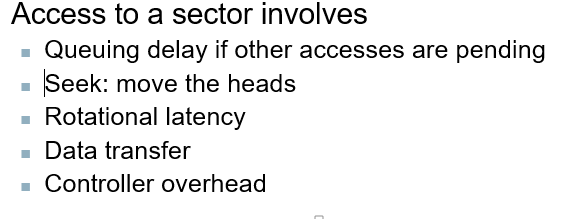 Access to a sector involves
Queuing delay if other accesses are pending
Seek: move the heads
Rotational latency
Data transfer
Controller overhead